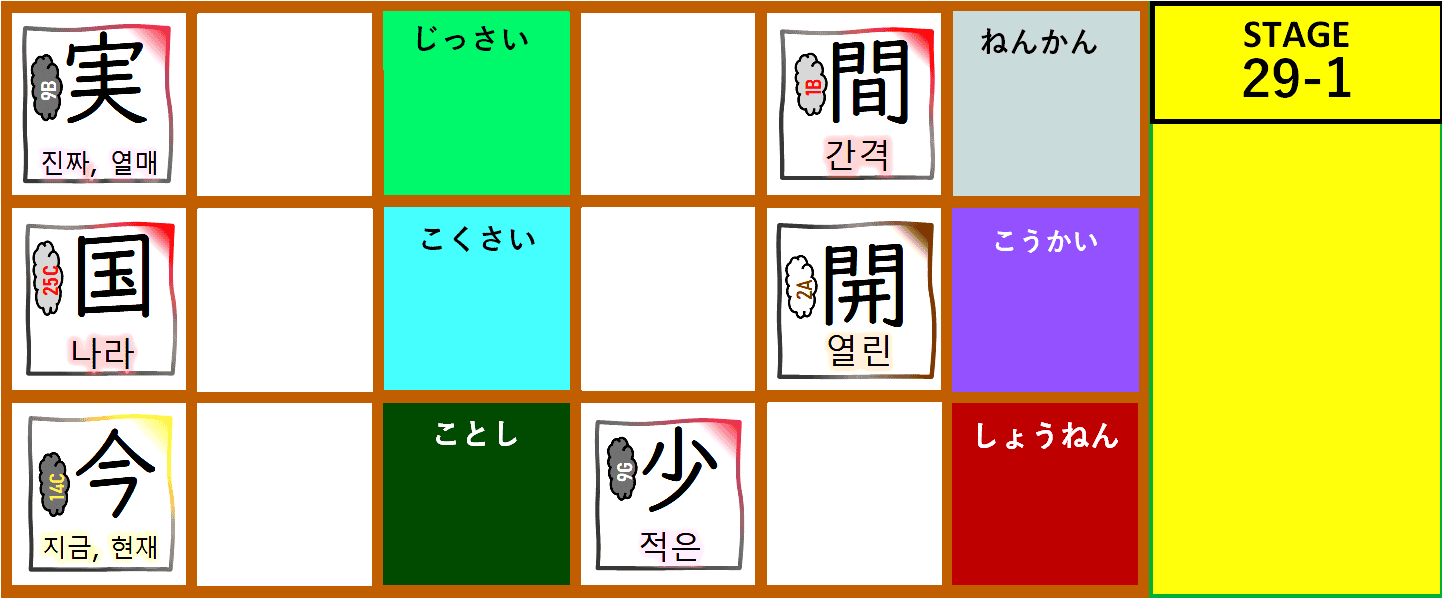 実
9B
진짜, 열매
じっさい
間
1B
간격
ねんかん
STAGE
29-1
国
25C
나라
こくさい
開
2A
열린
こうかい
今
14C
지금, 현재
ことし
少
9G
적은
しょうねん